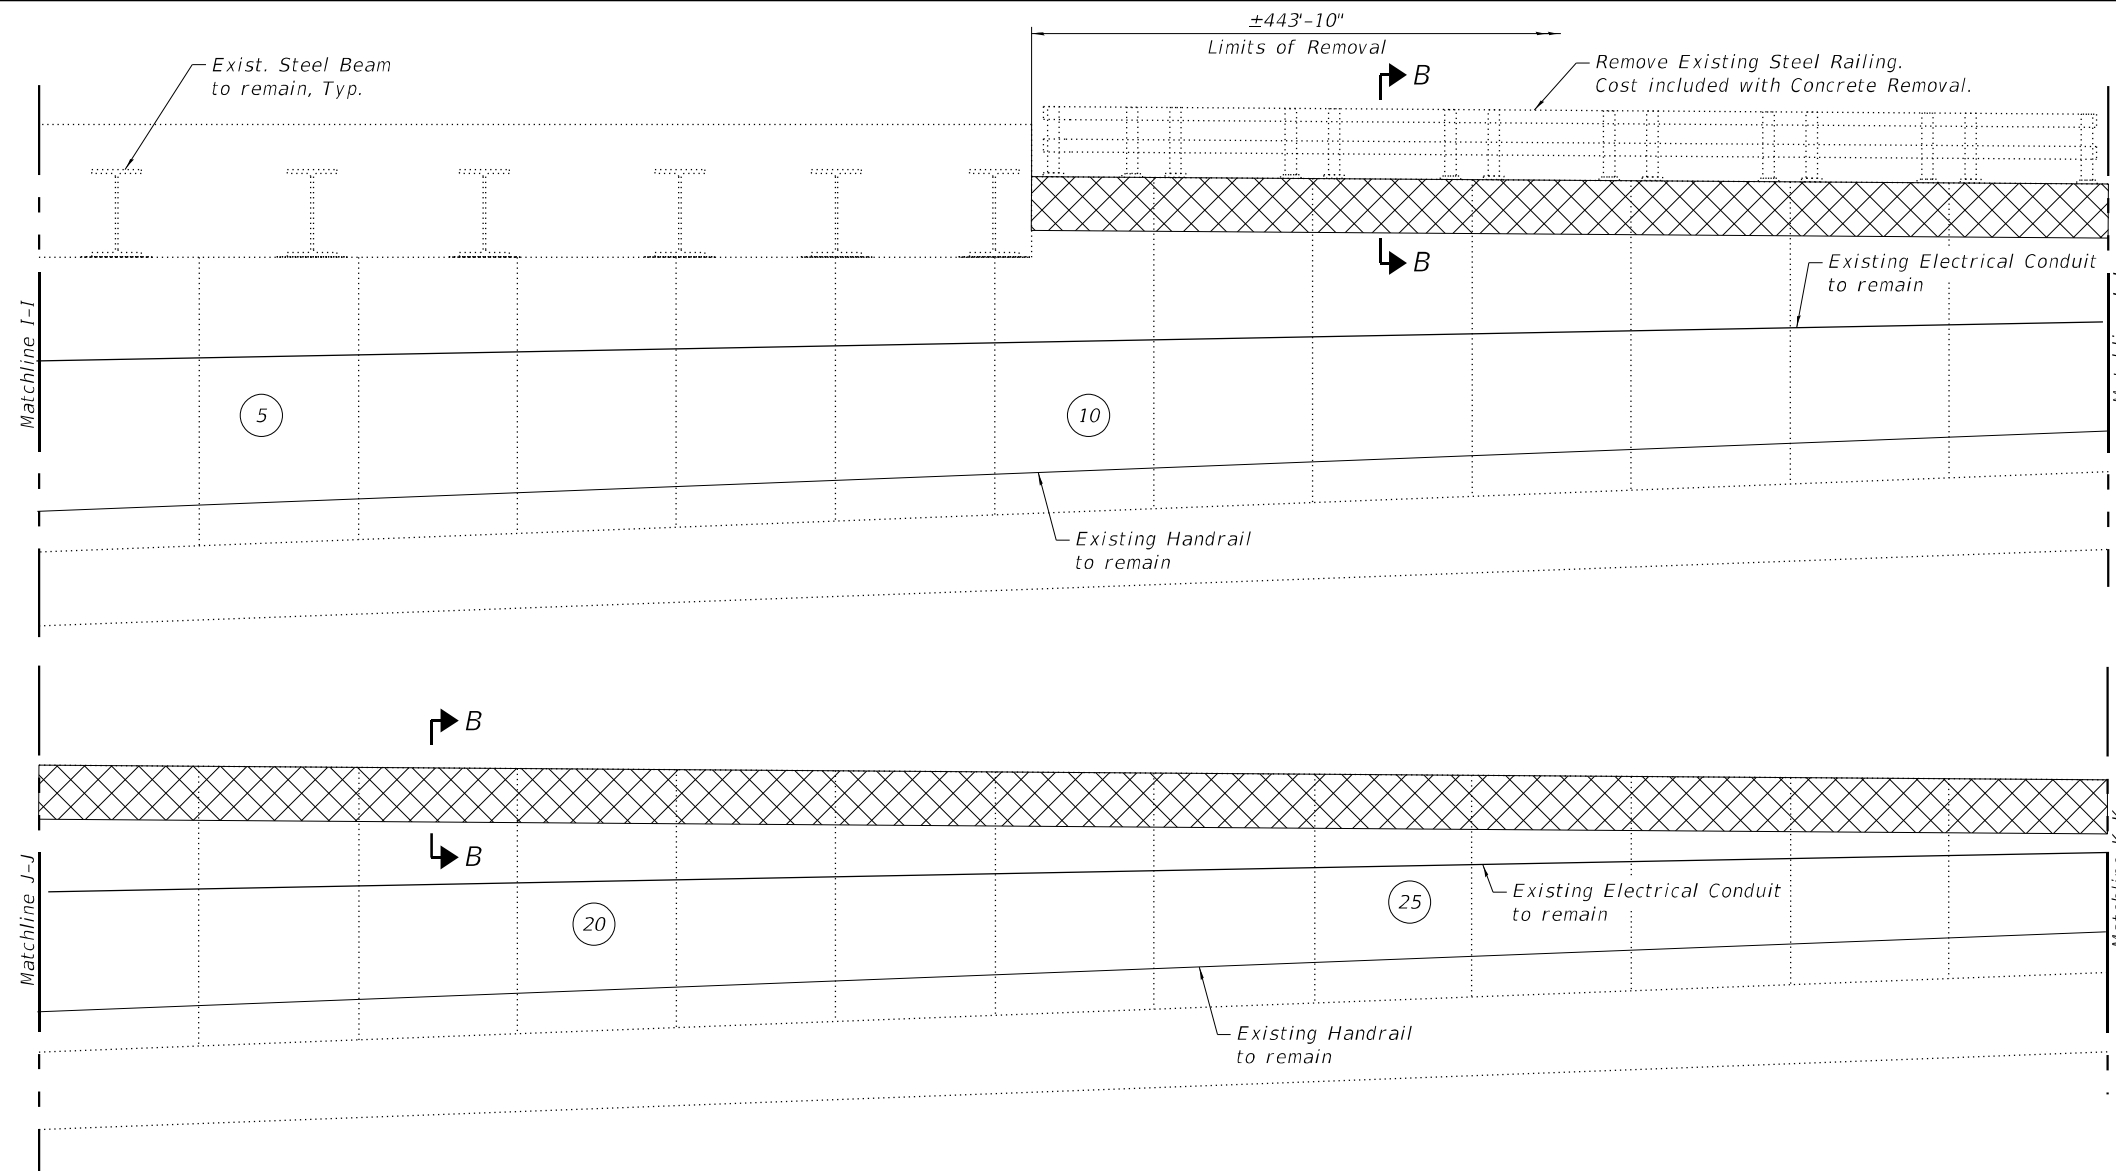 ±443'-10"
Limits of Removal
Exist. Steel Beam
to remain, Typ.
B
Remove Existing Steel Railing.
Cost included with Concrete Removal.
B
Existing Electrical Conduit
to remain
Matchline I-I
5
10
Existing Handrail
to remain
B
B
Matchline J-J
20
25
Existing Electrical Conduit
to remain
Existing Handrail
to remain